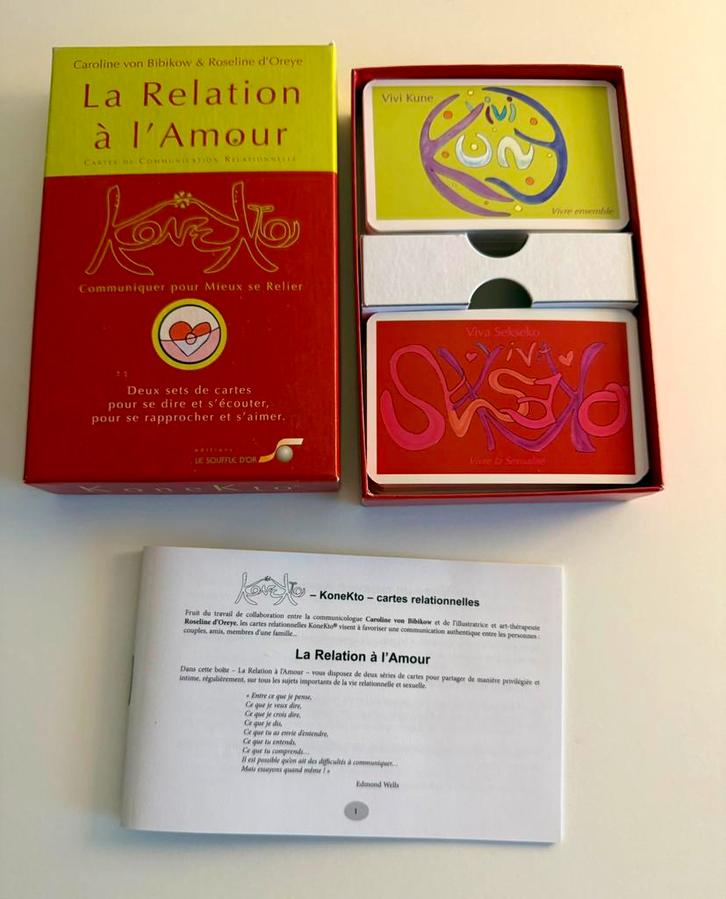 Caroline von Bibikow & Roseline d'Oreye
La Relation
à l'Amour
CARTES DE COMMUNICATION RELATIONNELLE
KONEKTO
Communiquer pour Mieux se Relier
Deux sets de cartes
pour se dire et s'écouter,
pour se rapprocher et s'aimer.
éditions
LE SOUFFLE D'OR
KONEKTO
Vivi Kune
ViVi
KUNE
Vivre ensemble
Viva Sekseko
ViVa
SEKSEKO
Vivre la Sexualité
KONEKTO – KoneKto – cartes relationnelles
Fruit du travail de collaboration entre la communicologue Caroline von Bibikow et de l'illustratrice et art-thérapeute
Roseline d'Oreye, les cartes relationnelles KoneKto® visent à favoriser une communication authentique entre les personnes :
couples, amis, membres d'une famille...
La Relation à l'Amour
Dans cette boîte – La Relation à l'Amour – vous disposez de deux séries de cartes pour partager de manière privilégiée et
intime, régulièrement, sur tous les sujets importants de la vie relationnelle et sexuelle.
« Entre ce que je pense,
Ce que je veux dire,
Ce que je crois dire,
Ce que je dis,
Ce que tu as envie d'entendre,
Ce que tu entends,
Ce que tu comprends...
Il est possible qu'on ait des difficultés à communiquer...
Mais essayons quand même ! »
Edmond Wells
1